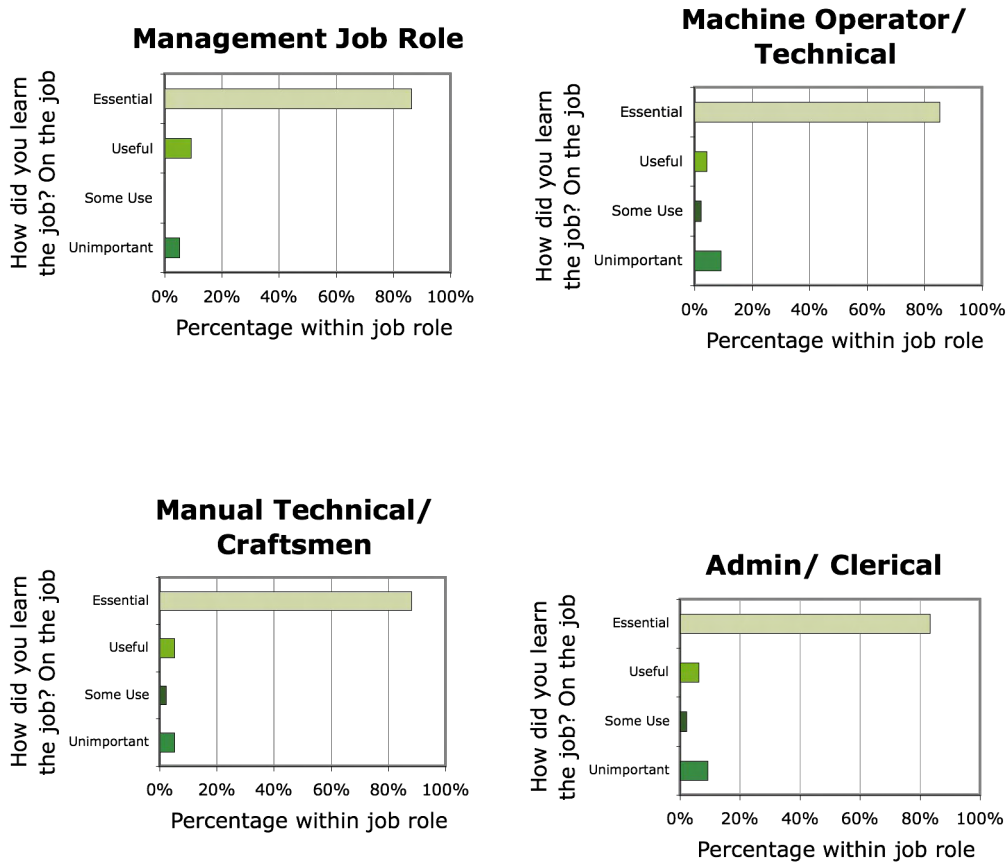 Management Job Role
How did you learn
the job? On the job
Essential
Useful
Some Use
Unimportant
0% 20% 40% 60% 80% 100%
Percentage within job role
Machine Operator/
Technical
How did you learn
the job? On the job
Essential
Useful
Some Use
Unimportant
0% 20% 40% 60% 80% 100%
Percentage within job role
Manual Technical/
Craftsmen
How did you learn
the job? On the job
Essential
Useful
Some Use
Unimportant
0% 20% 40% 60% 80% 100%
Percentage within job role
Admin/ Clerical
How did you learn
the job? On the job
Essential
Useful
Some Use
Unimportant
0% 20% 40% 60% 80% 100%
Percentage within job role